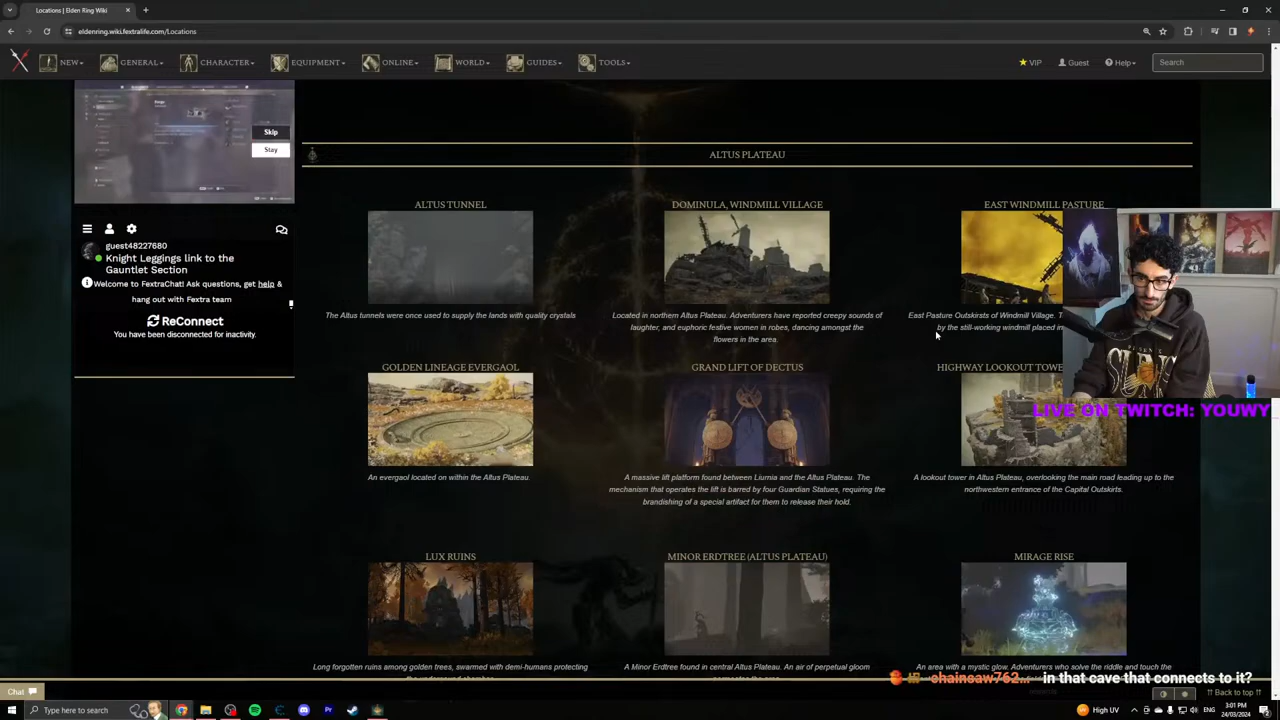 Locations | Elden Ring Wiki
eldenring.wiki.fextralife.com/Locations
NEW
GENERAL
CHARACTER
EQUIPMENT
ONLINE
WORLD
GUIDES
TOOLS
VIP
Guest
Help
Search
Skip
Stay
guest48227680
Knight Leggings link to the
Gauntlet Section
Welcome to FextraChat! Ask questions, get help &
hang out with Fextra team
ReConnect
You have been disconnected for inactivity.
ALTUS PLATEAU
ALTUS TUNNEL
The Altus tunnels were once used to supply the lands with quality crystals
DOMINULA, WINDMILL VILLAGE
Located in northern Altus Plateau. Adventurers have reported creepy sounds of
laughter, and euphoric festive women in robes, dancing amongst the
flowers in the area.
EAST WINDMILL PASTURE
East Pasture Outskirts of Windmill Village.
by the still-working windmill placed in
GOLDEN LINEAGE EVERGAOL
An evergaol located on within the Altus Plateau.
GRAND LIFT OF DECTUS
A massive lift platform found between Liurnia and the Altus Plateau. The
mechanism that operates the lift is barred by four Guardian Statues, requiring the
brandishing of a special artifact for them to release their hold.
HIGHWAY LOOKOUT TOWE
A lookout tower in Altus Plateau, overlooking the main road leading up to the
northwestern entrance of the Capital Outskirts.
LIVE ON TWITCH: YOUWY
LUX RUINS
Long forgotten ruins among golden trees, swarmed with demi-humans protecting
MINOR ERDTREE (ALTUS PLATEAU)
A Minor Erdtree found in central Altus Plateau. An air of perpetual gloom
MIRAGE RISE
An area with a mystic glow. Adventurers who solve the riddle and touch the
chainsaw762... in that cave that connects to it?
Chat
Back to top
Type here to search
High UV
ENG
3:01 PM
24/03/2024